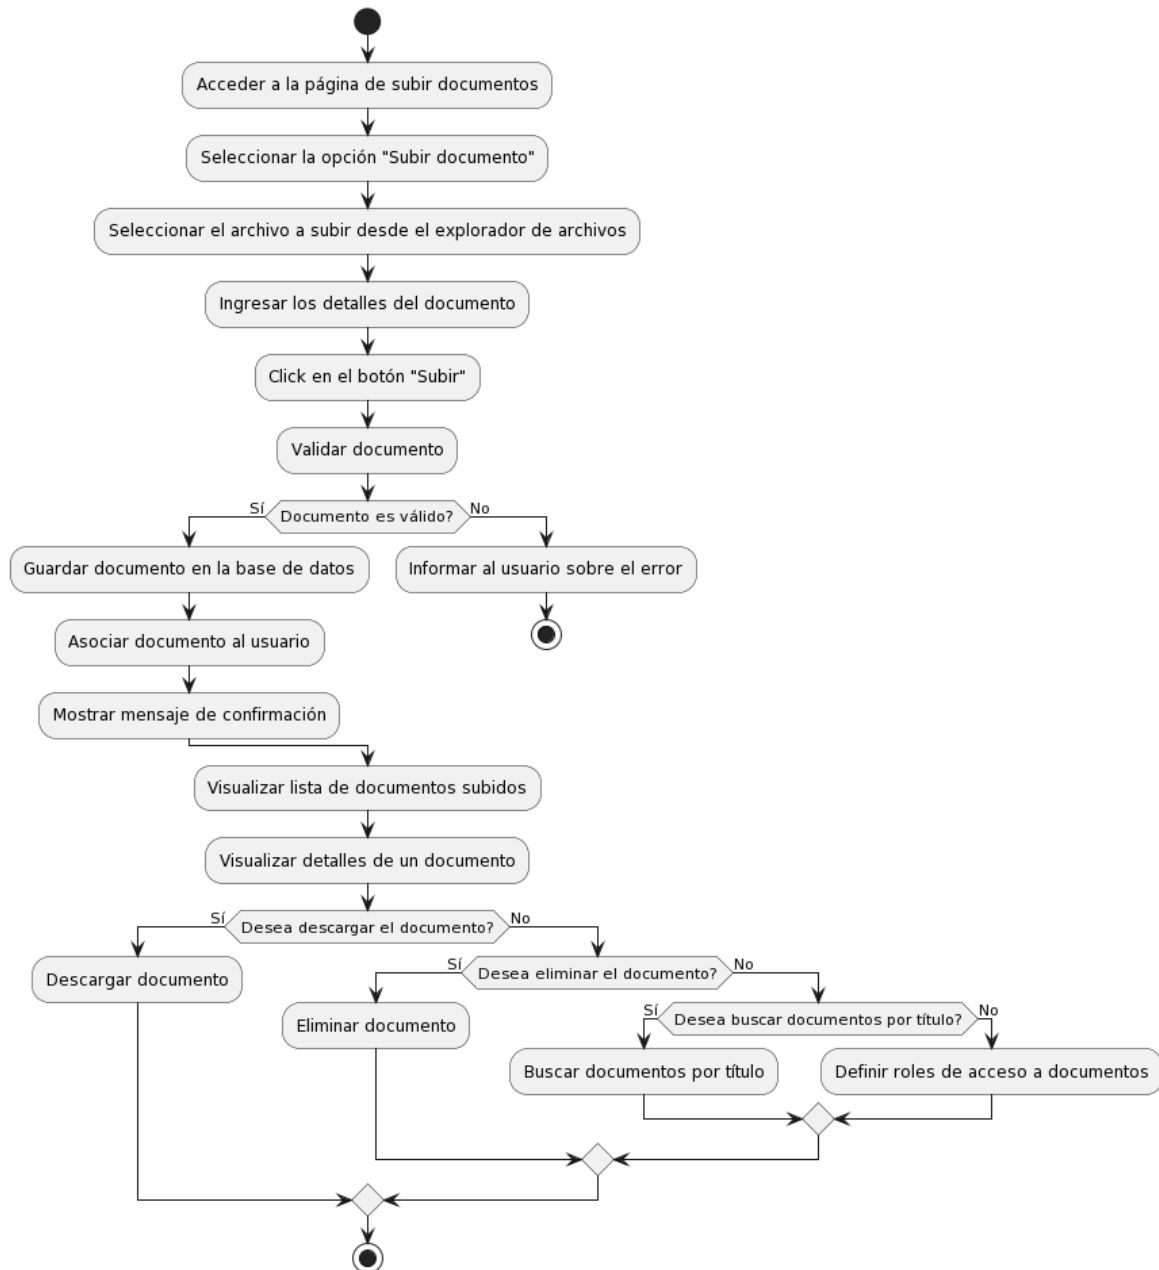 Acceder a la página de subir documentos
Seleccionar la opción "Subir documento"
Seleccionar el archivo a subir desde el explorador de archivos
Ingresar los detalles del documento
Click en el botón "Subir"
Validar documento
Sí
Documento es válido?
No
Guardar documento en la base de datos
Informar al usuario sobre el error
Asociar documento al usuario
Mostrar mensaje de confirmación
Visualizar lista de documentos subidos
Visualizar detalles de un documento
Sí
Desea descargar el documento?
No
Descargar documento
Sí
Desea eliminar el documento?
No
Eliminar documento
Sí
Desea buscar documentos por título?
No
Buscar documentos por título
Definir roles de acceso a documentos